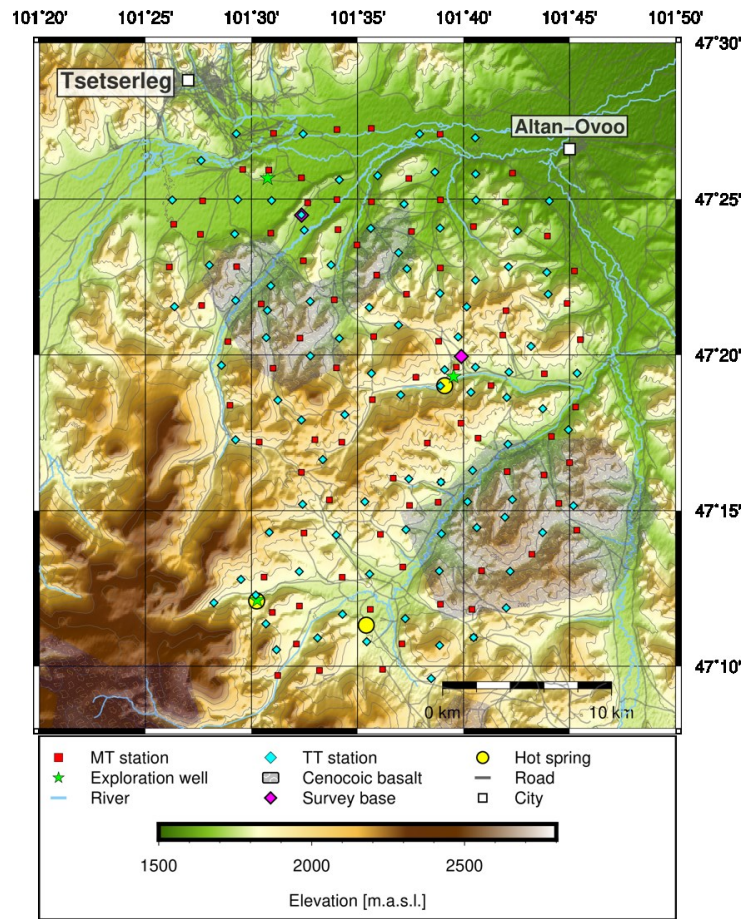 101°20' 101°25' 101°30' 101°35' 101°40' 101°45' 101°50'
47°30'
Tsetserleg
Altan−Ovoo
47°25'
47°20'
47°15'
47°10'
0 km 10 km
MT station TT station Hot spring
Exploration well Cenocoic basalt Road
River Survey base City
1500 2000 2500
Elevation [m.a.s.l.]